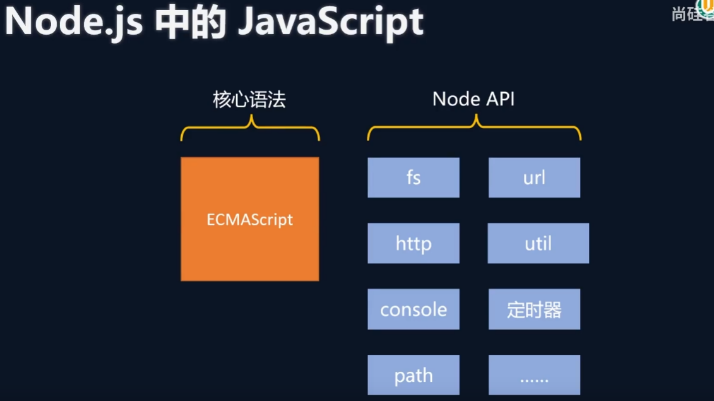 Node.js 中的 JavaScript
尚硅
核心语法
Node API
ECMAScript
fs
url
http
util
console
定时器
path
......